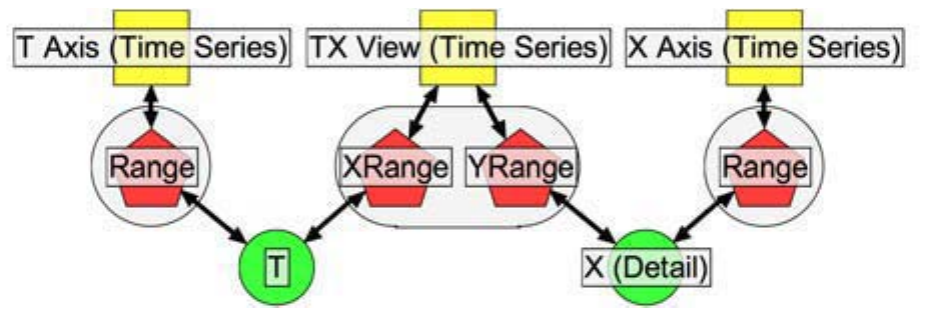 T Axis (Time Series)
TX View (Time Series)
X Axis (Time Series)
Range
XRange
YRange
Range
T
X (Detail)